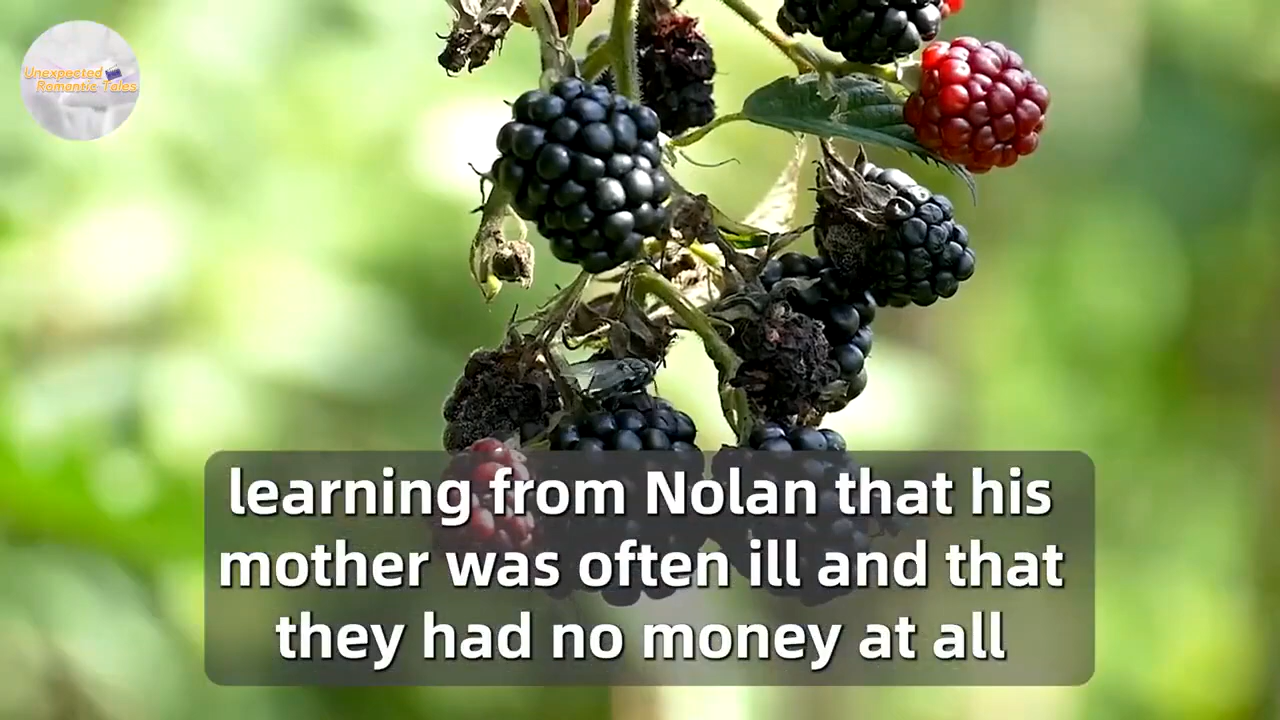 Unexpected
Romantic Tales
learning from Nolan that his
mother was often ill and that
they had no money at all